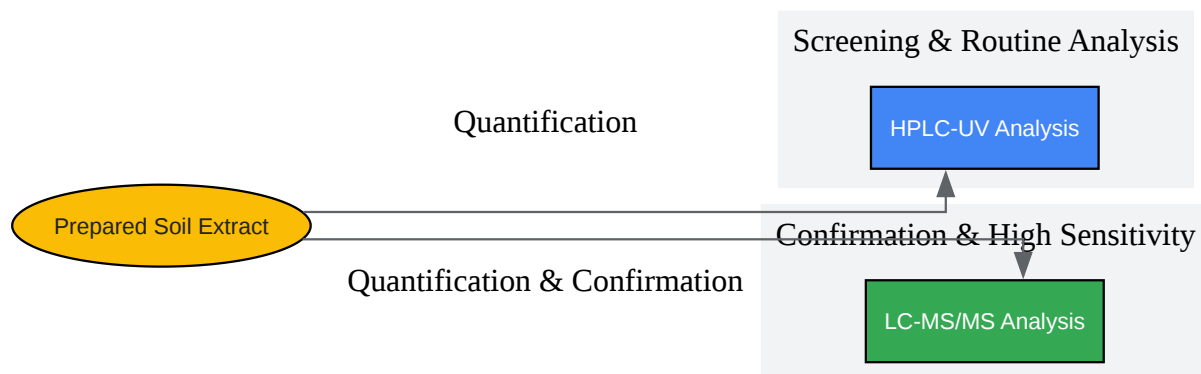 Screening & Routine Analysis
Quantification
HPLC-UV Analysis
Prepared Soil Extract
Confirmation & High Sensitivity
Quantification & Confirmation
LC-MS/MS Analysis